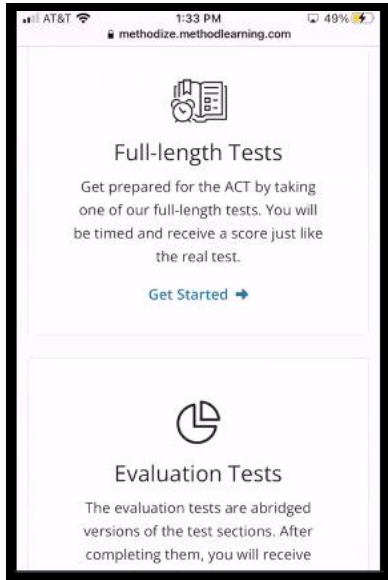 AT&T 1:33 PM 49%
methodize.methodlearning.com
Full-length Tests
Get prepared for the ACT by taking
one of our full-length tests. You will
be timed and receive a score just like
the real test.
Get Started
Evaluation Tests
The evaluation tests are abridged
versions of the test sections. After
completing them, you will receive